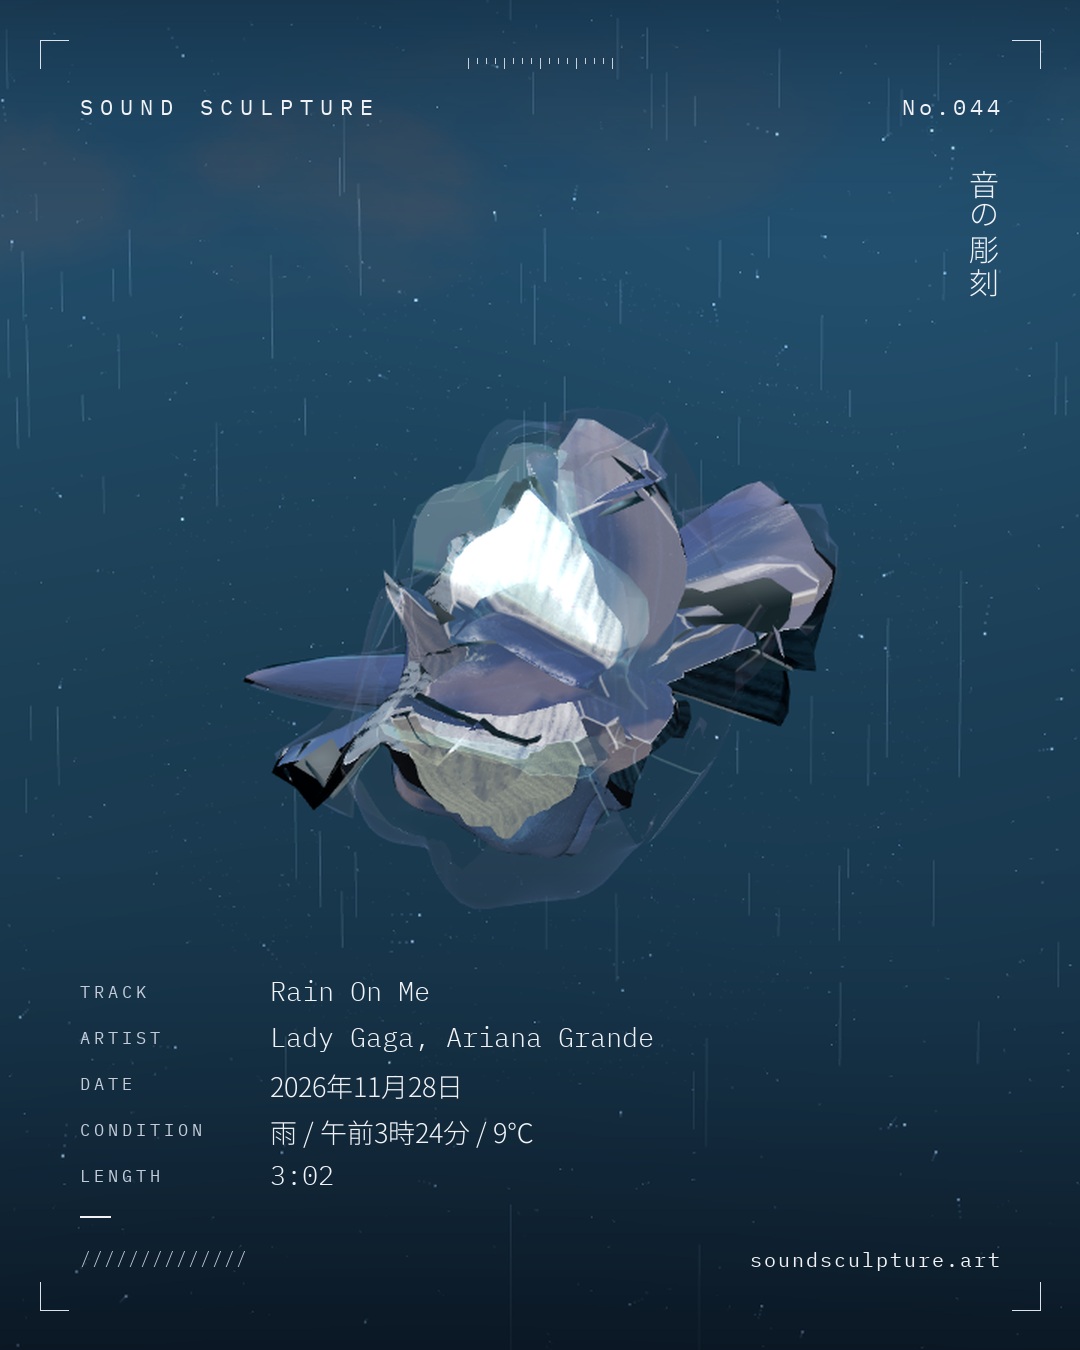 SOUND SCULPTURE
No.044
音の彫刻
TRACK Rain On Me
ARTIST Lady Gaga, Ariana Grande
DATE 2026年11月28日
CONDITION 雨 / 午前3時24分 / 9°C
LENGTH 3:02
//////////////
soundsculpture.art